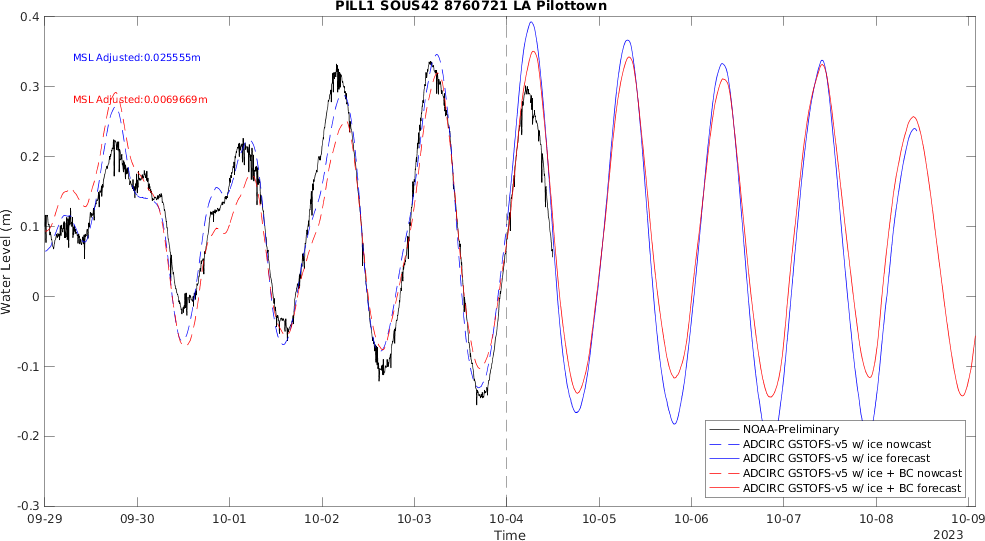 PILL1 SOUS42 8760721 LA Pilottown
MSL Adjusted:0.025555m
MSL Adjusted:0.0069669m
Water Level (m)
0.4
0.3
0.2
0.1
0
-0.1
-0.2
-0.3
NOAA-Preliminary
ADCIRC GSTOFS-v5 w/ ice nowcast
ADCIRC GSTOFS-v5 w/ ice forecast
ADCIRC GSTOFS-v5 w/ ice + BC nowcast
ADCIRC GSTOFS-v5 w/ ice + BC forecast
09-29 09-30 10-01 10-02 10-03 10-04 10-05 10-06 10-07 10-08 10-09
Time
2023